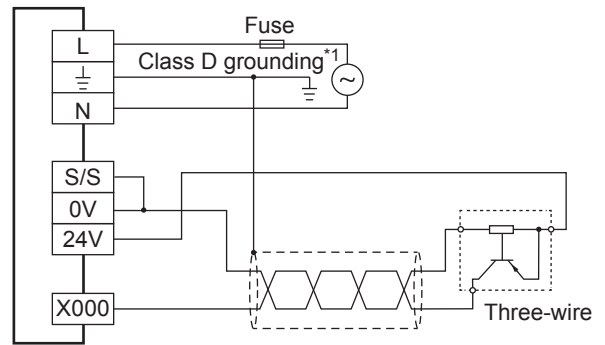 Fuse
L
Class D grounding*1
N
S/S
0V
24V
X000
Three-wire